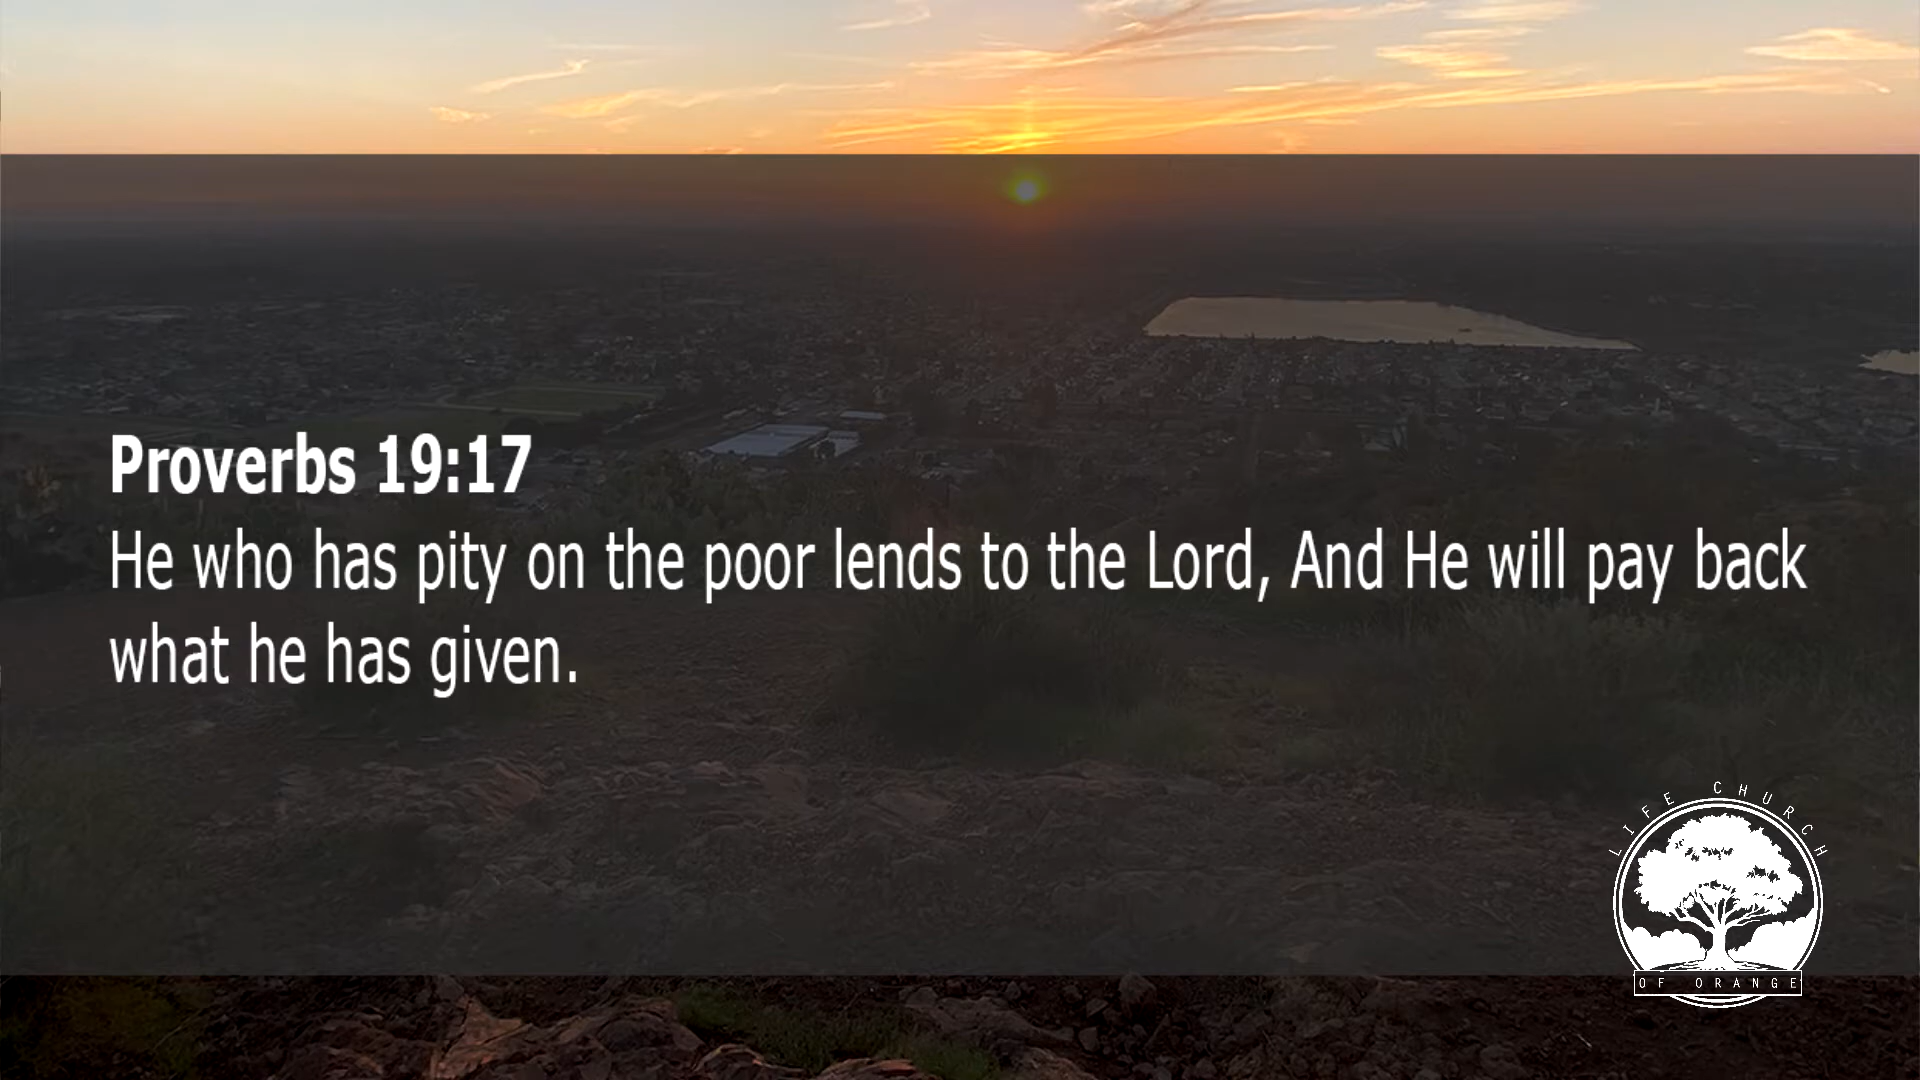 Proverbs 19:17
He who has pity on the poor lends to the Lord, And He will pay back
what he has given.
LIFE CHURCH
OF ORANGE